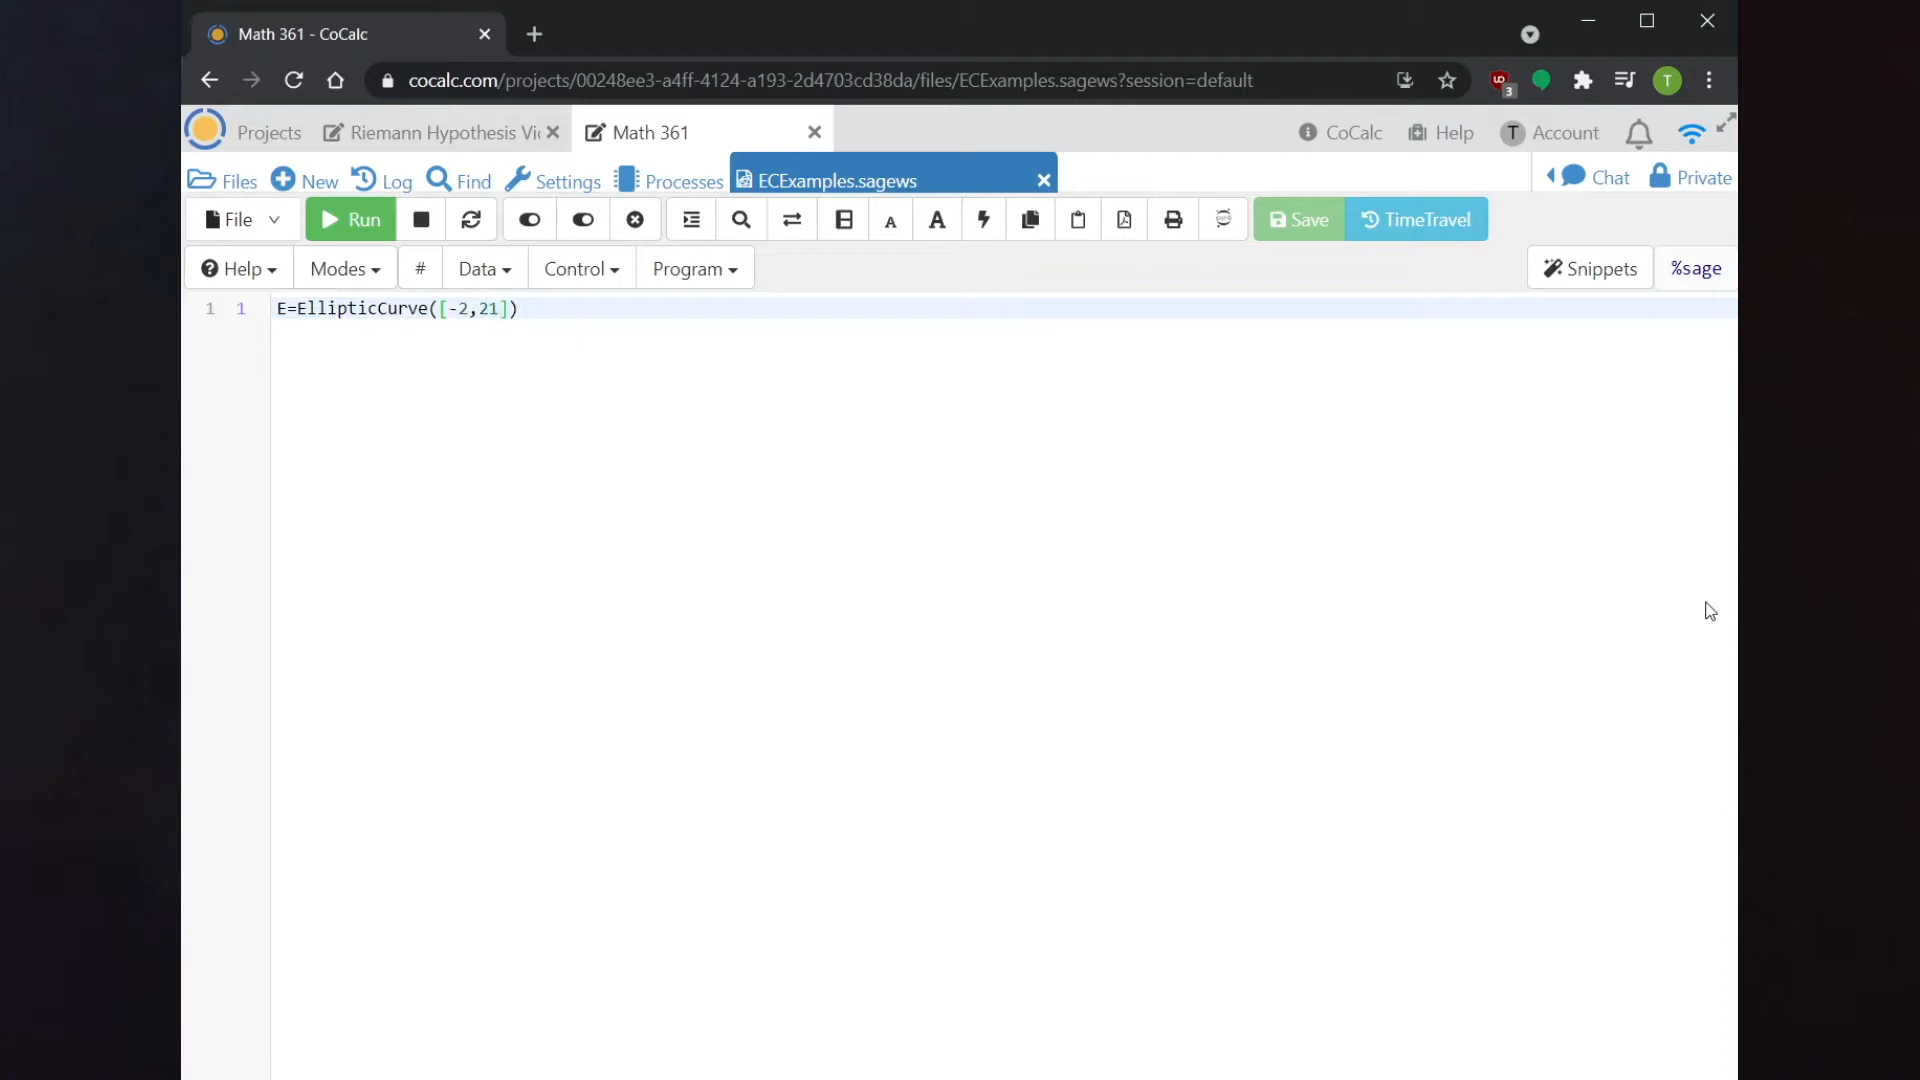 Math 361 - CoCalc
cocalc.com/projects/00248ee3-a4ff-4124-a193-2d4703cd38da/files/ECExamples.sagews?session=default
3
T
Projects
Riemann Hypothesis Vi
Math 361
CoCalc
Help
T Account
Files
New
Log
Find
Settings
Processes
ECExamples.sagews
Chat
Private
File
Run
A
A
Save
TimeTravel
Help
Modes
#
Data
Control
Program
Snippets
%sage
1 1 E=EllipticCurve([-2,21])